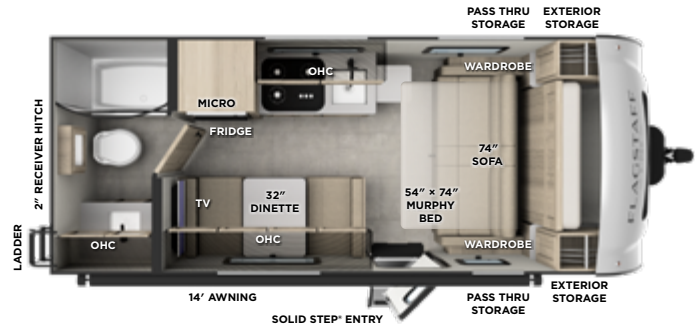 PASS THRU
STORAGE
EXTERIOR
STORAGE
WARDROBE
OHC
MICRO
FRIDGE
2" RECEIVER HITCH
74"
SOFA
FLAGSTAFF
TV
32"
DINETTE
54" × 74"
MURPHY
BED
OHC
OHC
WARDROBE
LADDER
14' AWNING
SOLID STEP® ENTRY
PASS THRU
STORAGE
EXTERIOR
STORAGE